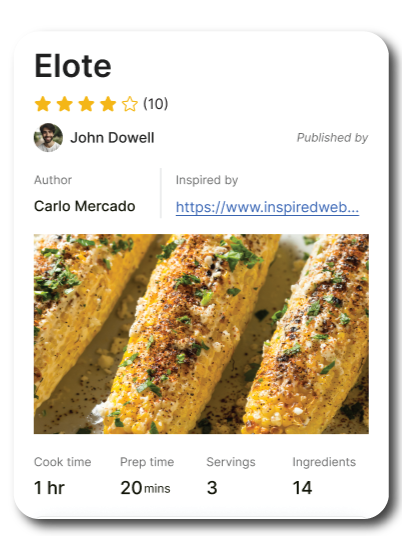 Elote
(10)
John Dowell Published by
Author Inspired by
Carlo Mercado https://www.inspiredweb...
Cook time Prep time Servings Ingredients
1 hr 20 mins 3 14